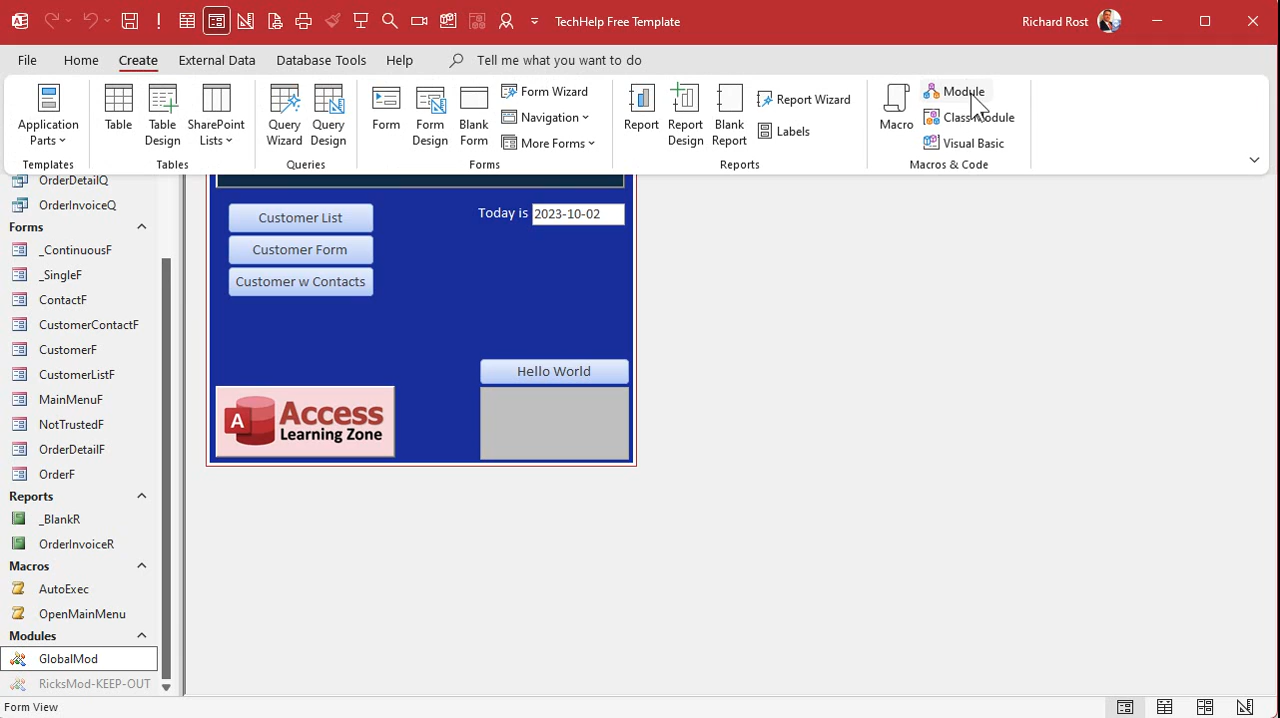 TechHelp Free Template
Richard Rost
File Home Create External Data Database Tools Help Tell me what you want to do
Application Parts
Table
Table Design
SharePoint Lists
Query Wizard
Query Design
Form
Form Design
Blank Form
Form Wizard
Navigation
More Forms
Report
Report Design
Blank Report
Report Wizard
Labels
Macro
Module
Class Module
Visual Basic
Templates
Tables
Queries
Forms
Reports
Macros & Code
OrderDetailQ
OrderInvoiceQ
Forms
_ContinuousF
_SingleF
ContactF
CustomerContactF
CustomerF
CustomerListF
MainMenuF
NotTrustedF
OrderDetailF
OrderF
Reports
_BlankR
OrderInvoiceR
Macros
AutoExec
OpenMainMenu
Modules
GlobalMod
RicksMod-KEEP-OUT
Customer List
Customer Form
Customer w Contacts
Today is 2023-10-02
Hello World
A Access
Learning Zone
Form View